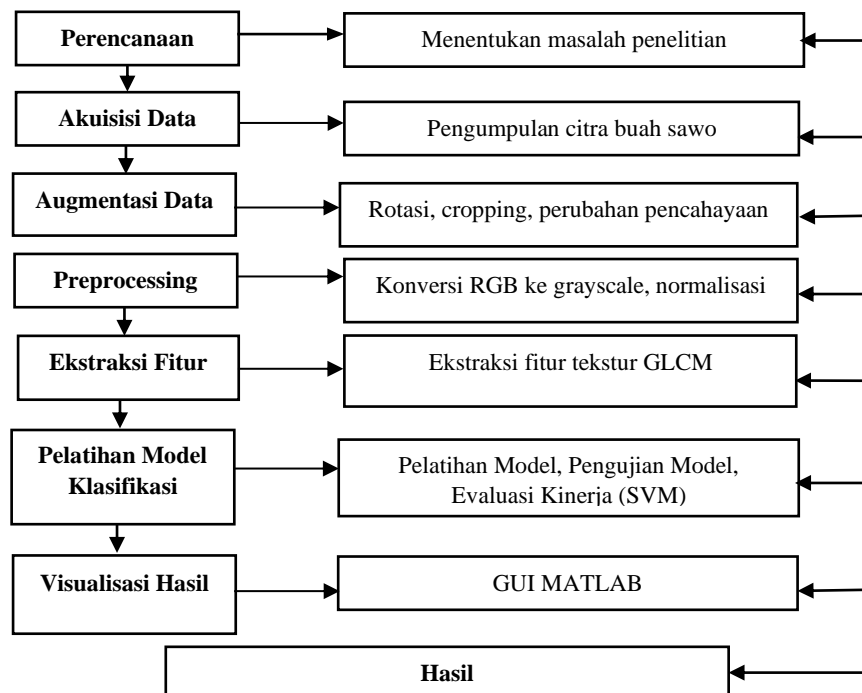 Perencanaan
Menentukan masalah penelitian
Akuisisi Data
Pengumpulan citra buah sawo
Augmentasi Data
Rotasi, cropping, perubahan pencahayaan
Preprocessing
Konversi RGB ke grayscale, normalisasi
Ekstraksi Fitur
Ekstraksi fitur tekstur GLCM
Pelatihan Model
Klasifikasi
Pelatihan Model, Pengujian Model,
Evaluasi Kinerja (SVM)
Visualisasi Hasil
GUI MATLAB
Hasil